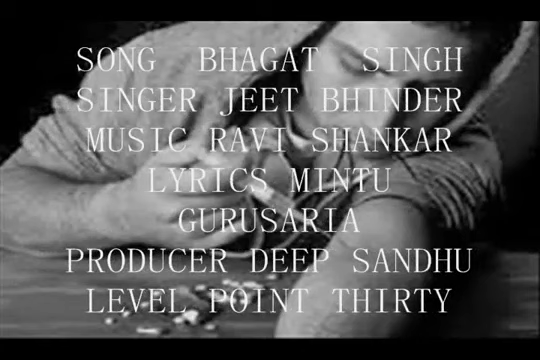 SONG BHAGAT SINGH
SINGER JEET BHINDER
MUSIC RAVI SHANKAR
LYRICS MINTU
GURUSARIA
PRODUCER DEEP SANDHU
LEVEL POINT THIRTY